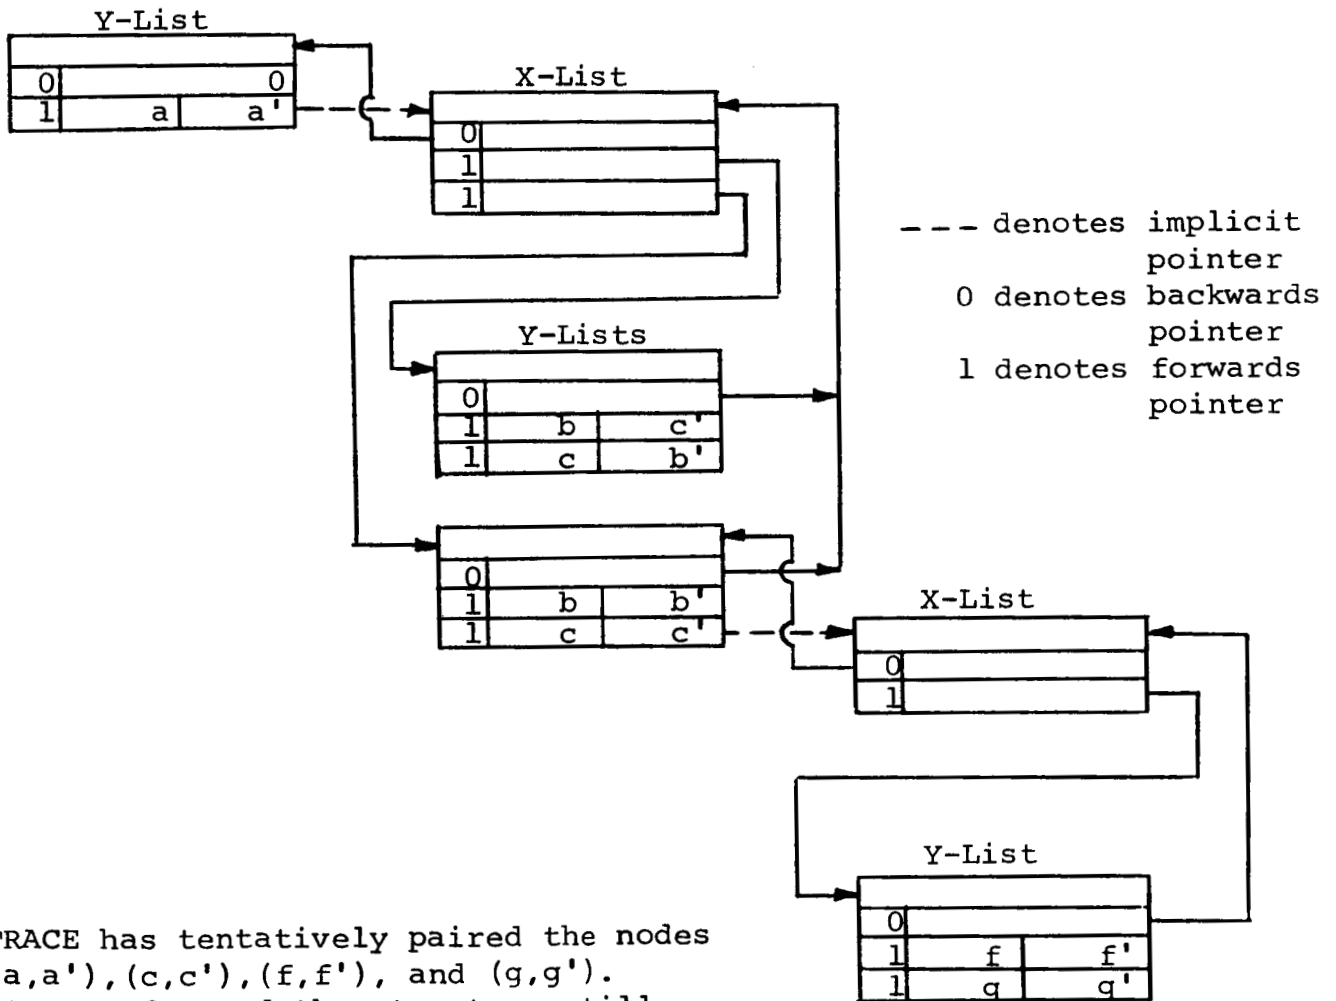 Y-List
0 0
1 a a'
X-List
0
1
1
--- denotes implicit
pointer
0 denotes backwards
pointer
1 denotes forwards
pointer
Y-Lists
0
1 b c'
1 c b'
0
1 b b'
1 c c'
X-List
0
1
Y-List
0
1 f f'
1 g g'
TRACE has tentatively paired the nodes
a,a'),(c,c'),(f,f'), and (g,g').
still